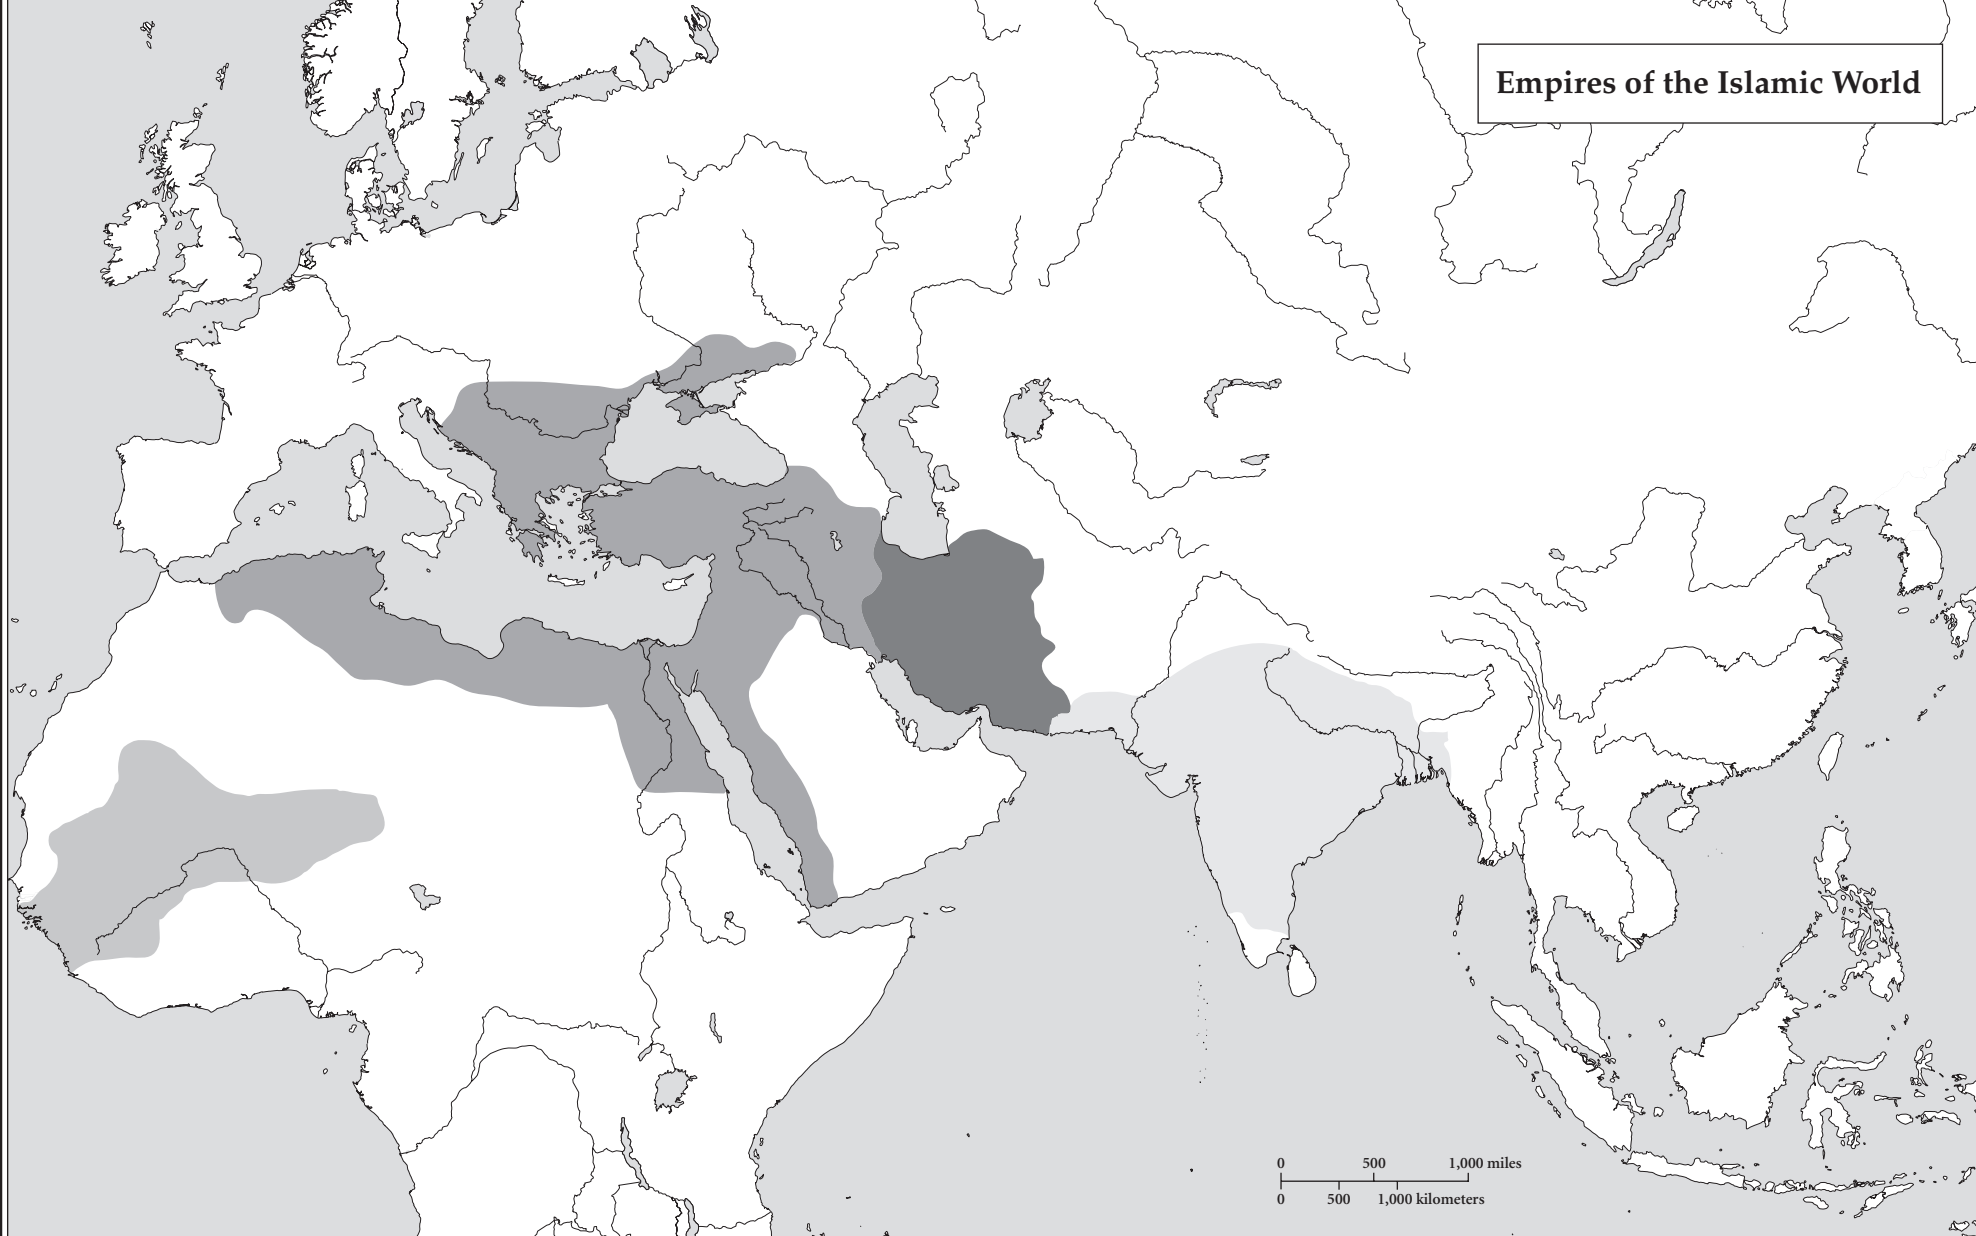 Empires of the Islamic World
0 500 1,000 miles
0 500 1,000 kilometers